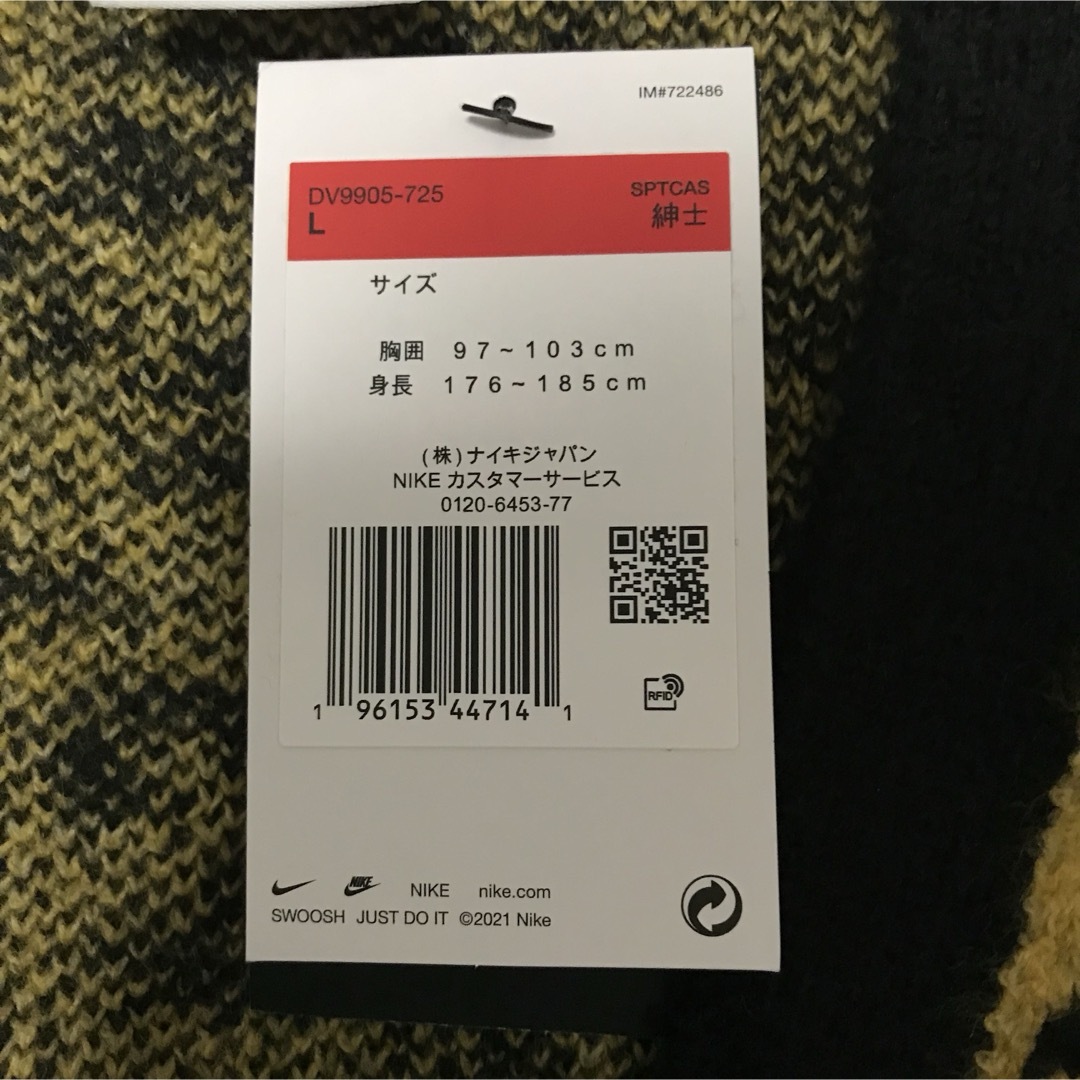 IM#722486
DV9905-725 SPTCAS
L 紳士
サイズ
胸囲 97~103cm
身長 176~185cm
(株)ナイキジャパン
NIKE カスタマーサービス
0120-6453-77
1 96153 44714 1
RFID
NIKE NIKE nike.com
SWOOSH JUST DO IT ©2021 Nike